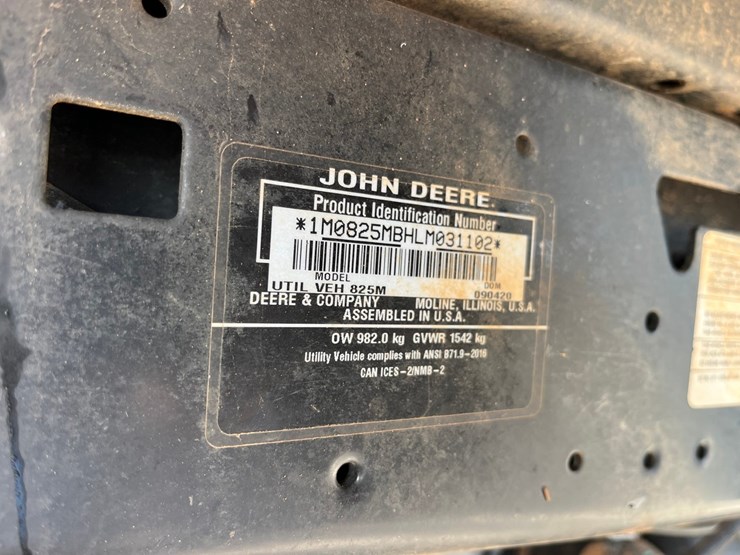 JOHN DEERE
Product Identification Number
*1M0825MBHLM031102*
MODEL DOM
UTIL VEH 825M 090420
DEERE & COMPANY MOLINE, ILLINOIS, U.S.A.
ASSEMBLED IN U.S.A.
OW 982.0 kg GVWR 1542 kg
Utility Vehicle complies with ANSI B71.9-2016
CAN ICES-2/NMB-2